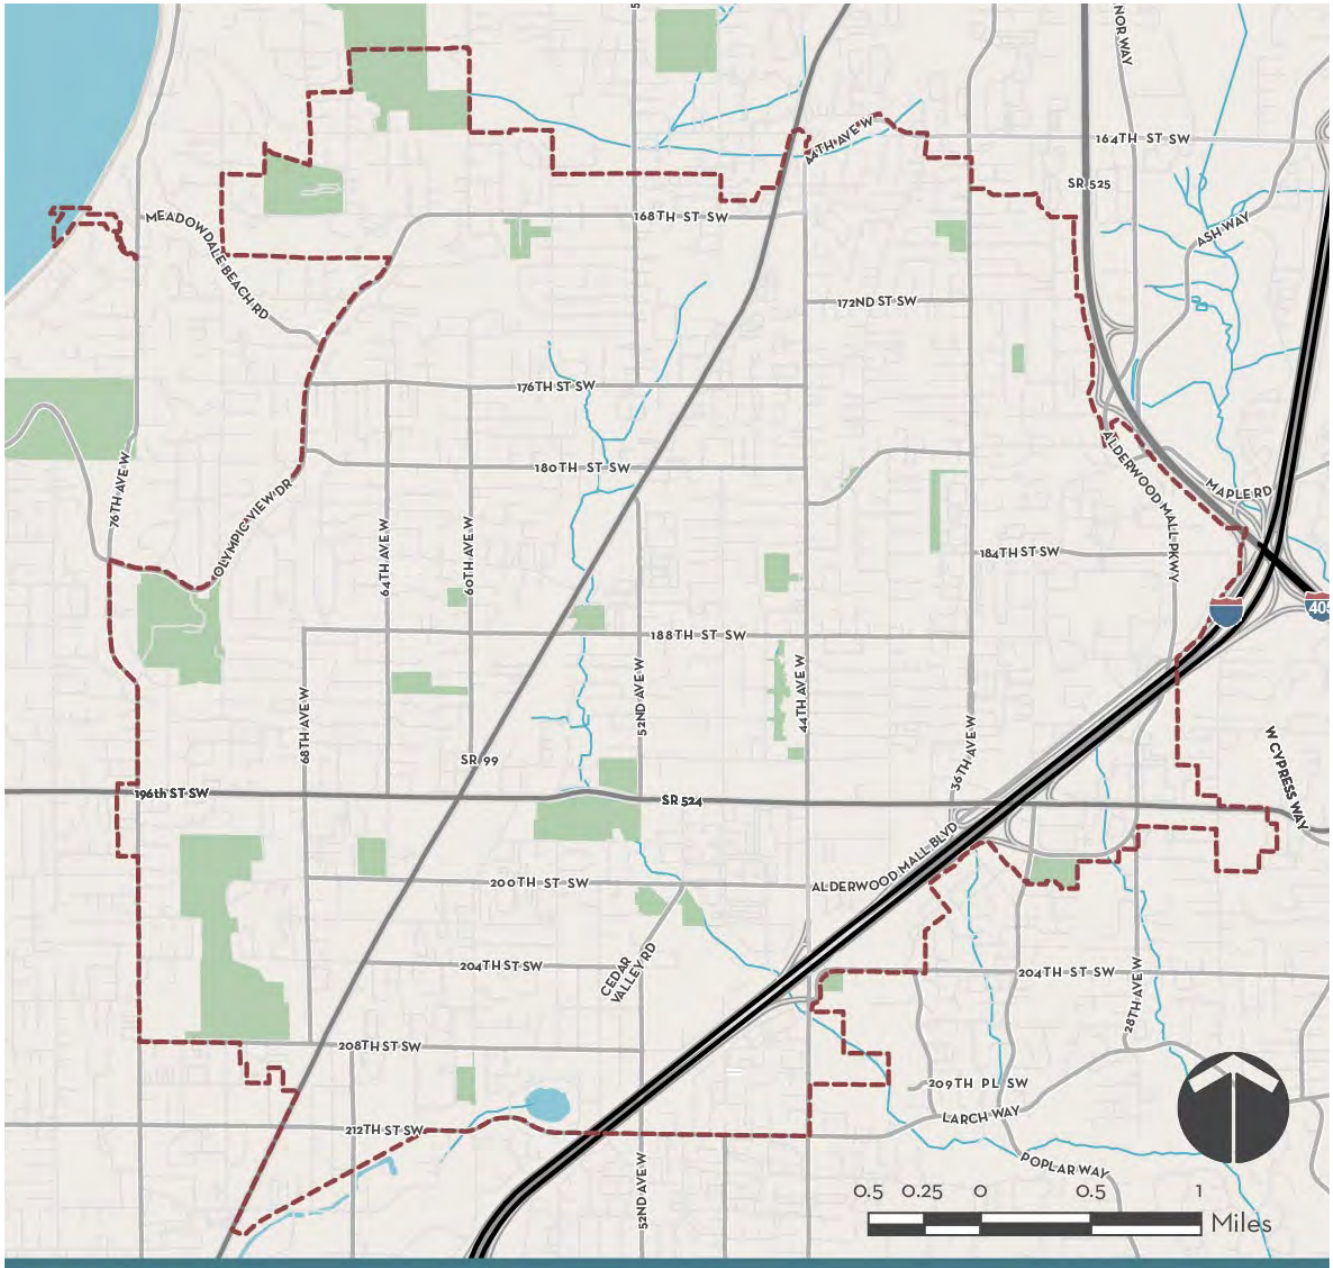 5
NOR WAY
44TH AVE W
164TH ST SW
SR 525
MEADOWDALE BEACH RD
168TH ST SW
ASH WAY
172ND ST SW
176TH ST SW
76TH AVE W
180TH ST SW
ALDERWOOD MALL PKWY
MAPLE RD
OLYMPIC VIEW DR
64TH AVE W
60TH AVE W
184TH ST SW
405
188TH ST SW
68TH AVE W
52ND AVE W
44TH AVE W
36TH AVE W
W CYPRESS WAY
SR 99
196th ST SW
SR 524
ALDERWOOD MALL BLVD
200TH ST SW
204TH ST SW
CEDAR
VALLEY RD
204TH ST SW
28TH AVE W
208TH ST SW
209TH PL SW
LARCH WAY
212TH ST SW
POPLAR WAY
52ND AVE W
0.5 0.25 0 0.5 1
Miles